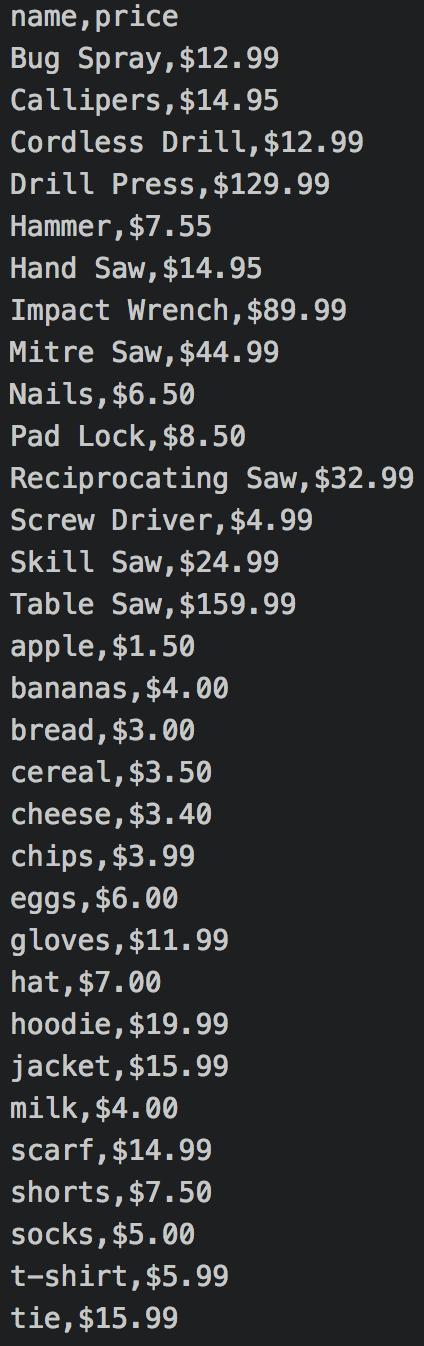 name,price
Bug Spray,$12.99
Callipers,$14.95
Cordless Drill,$12.99
Drill Press,$129.99
Hammer,$7.55
Hand Saw,$14.95
Impact Wrench,$89.99
Mitre Saw,$44.99
Nails,$6.50
Pad Lock,$8.50
Reciprocating Saw,$32.99
Screw Driver,$4.99
Skill Saw,$24.99
Table Saw,$159.99
apple,$1.50
bananas,$4.00
bread,$3.00
cereal,$3.50
cheese,$3.40
chips,$3.99
eggs,$6.00
gloves,$11.99
hat,$7.00
hoodie,$19.99
jacket,$15.99
milk,$4.00
scarf,$14.99
shorts,$7.50
socks,$5.00
t-shirt,$5.99
tie,$15.99